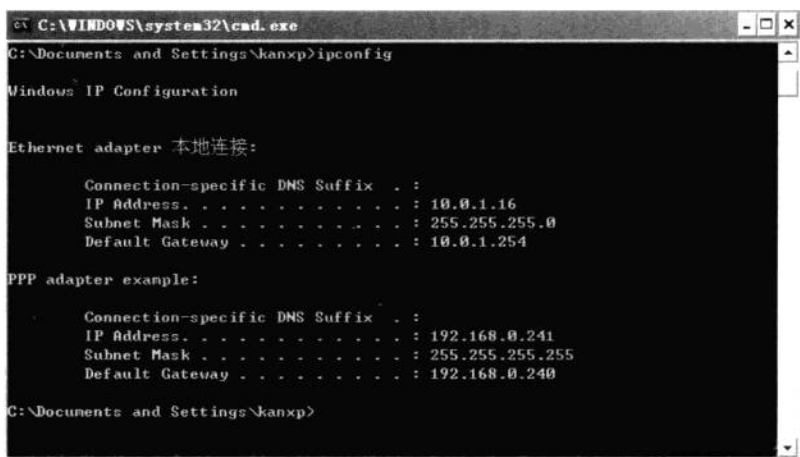 C:\WINDOWS\system32\cmd.exe
C:\Documents and Settings\kanxp>ipconfig
Windows IP Configuration
Ethernet adapter 本地连接:
Connection-specific DNS Suffix . :
IP Address. . . . . . . . . . . . : 10.0.1.16
Subnet Mask . . . . . . . . . . . : 255.255.255.0
Default Gateway . . . . . . . . . : 10.0.1.254
PPP adapter example:
Connection-specific DNS Suffix . :
IP Address. . . . . . . . . . . . : 192.168.0.241
Subnet Mask . . . . . . . . . . . : 255.255.255.255
Default Gateway . . . . . . . . . : 192.168.0.240
C:\Documents and Settings\kanxp>